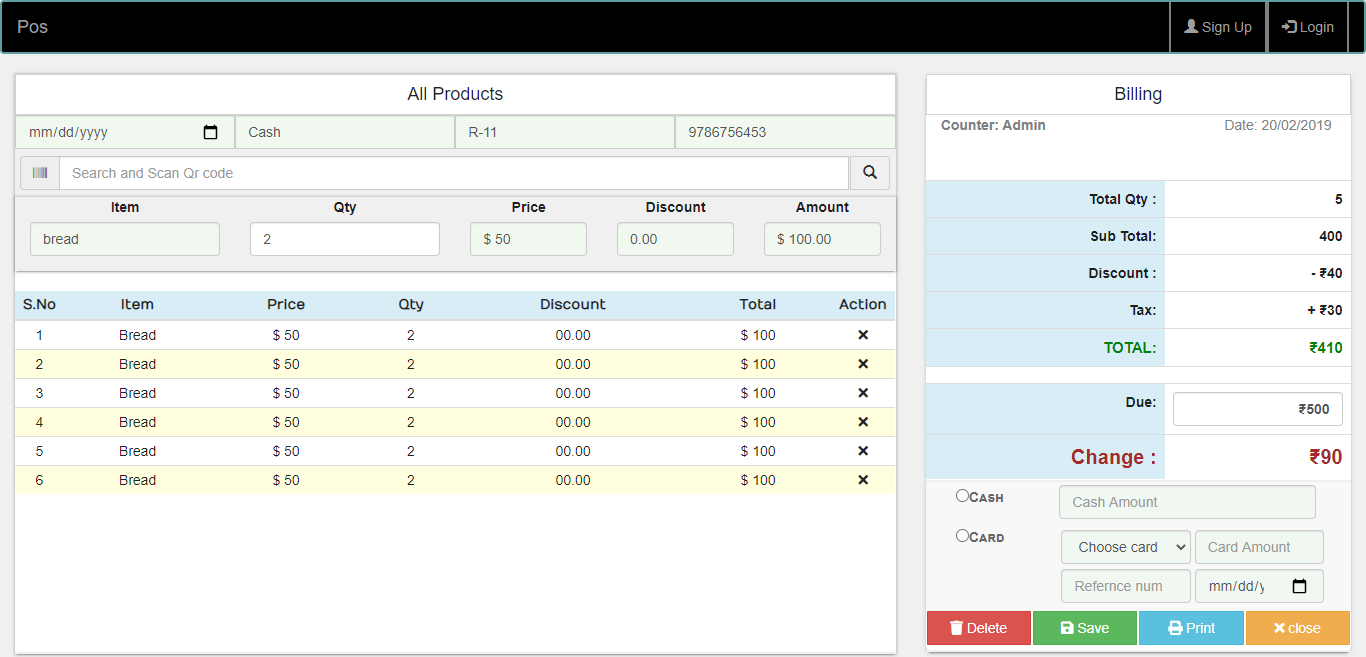 Pos
Sign Up
Login
All Products
mm/dd/yyyy
Cash
R-11
9786756453
Search and Scan Qr code
Item Qty Price Discount Amount
bread 2 $ 50 0.00 $ 100.00
S.No Item Price Qty Discount Total Action
1 Bread $ 50 2 00.00 $ 100
2 Bread $ 50 2 00.00 $ 100
3 Bread $ 50 2 00.00 $ 100
4 Bread $ 50 2 00.00 $ 100
5 Bread $ 50 2 00.00 $ 100
6 Bread $ 50 2 00.00 $ 100
Billing
Counter: Admin Date: 20/02/2019
Total Qty : 5
Sub Total: 400
Discount : - ₹40
Tax: + ₹30
TOTAL: ₹410
Due: ₹500
Change : ₹90
CASH Cash Amount
CARD Choose card Card Amount
Refernce num mm/dd/y
Delete Save Print close